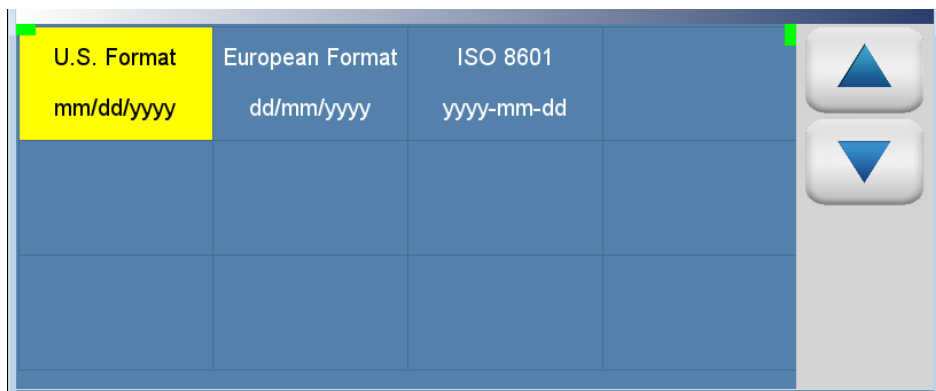 U.S. Format
mm/dd/yyyy
European Format
dd/mm/yyyy
ISO 8601
yyyy-mm-dd